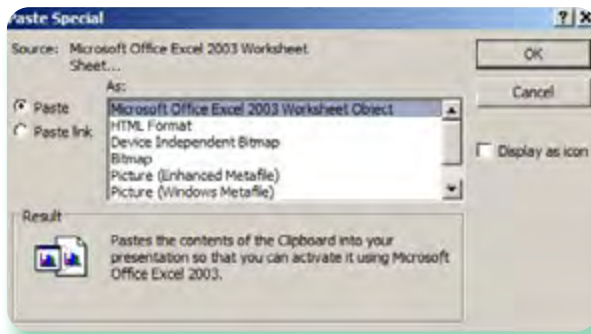 Paste Special
Source: Microsoft Office Excel 2003 Worksheet
Sheet...
OK
Cancel
As:
Paste
Paste link
Microsoft Office Excel 2003 Worksheet Object
HTML Format
Device Independent Bitmap
Bitmap
Picture (Enhanced Metafile)
Picture (Windows Metafile)
Display as icon
Result
Pastes the contents of the Clipboard into your
presentation so that you can activate it using Microsoft
Office Excel 2003.